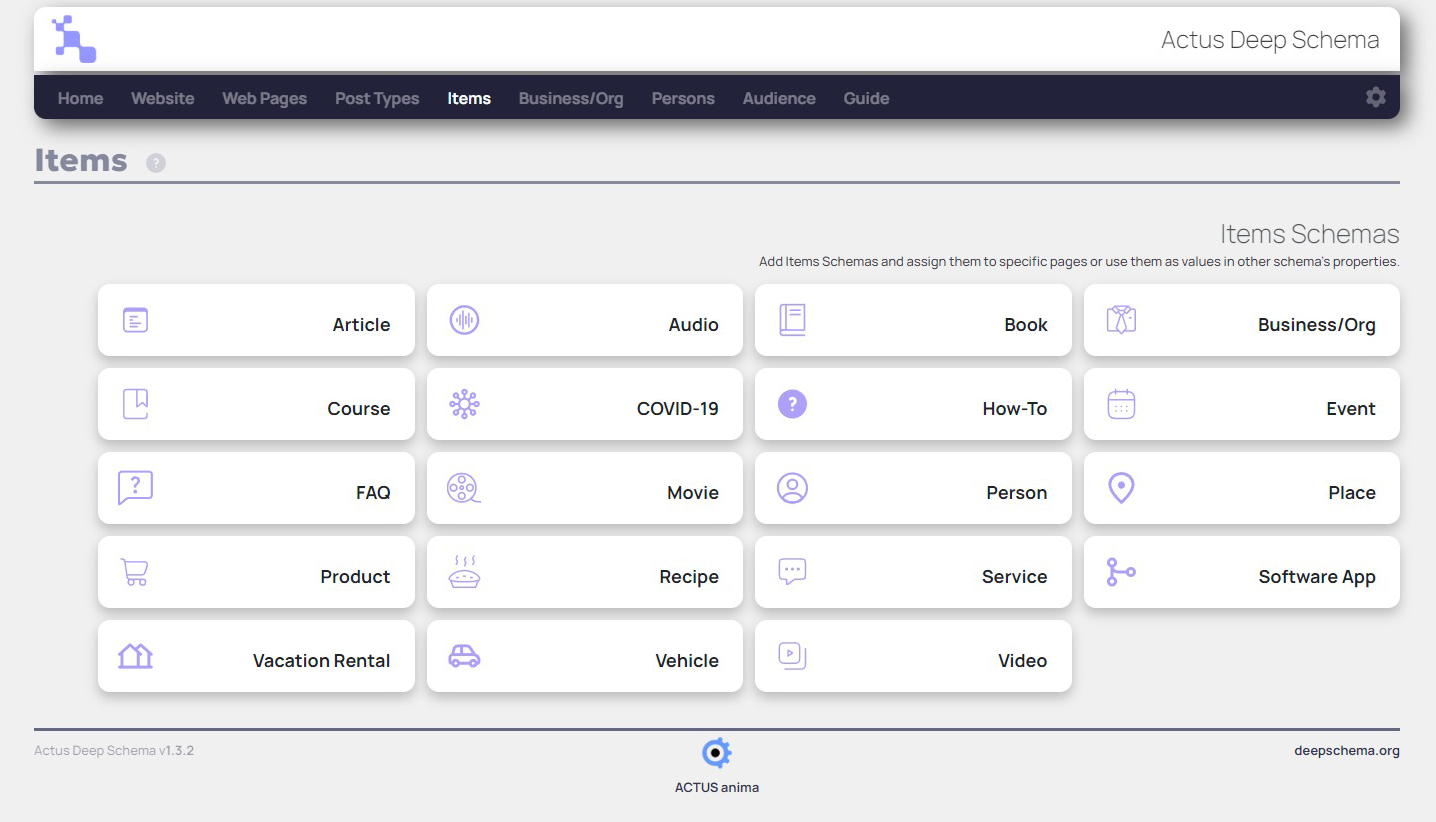 Actus Deep Schema
Home Website Web Pages Post Types Items Business/Org Persons Audience Guide
Items ?
Items Schemas
Add Items Schemas and assign them to specific pages or use them as values in other schema's properties.
Article Audio Book Business/Org
Course COVID-19 How-To Event
FAQ Movie Person Place
Product Recipe Service Software App
Vacation Rental Vehicle Video
Actus Deep Schema v1.3.2
deepschema.org
ACTUS anima